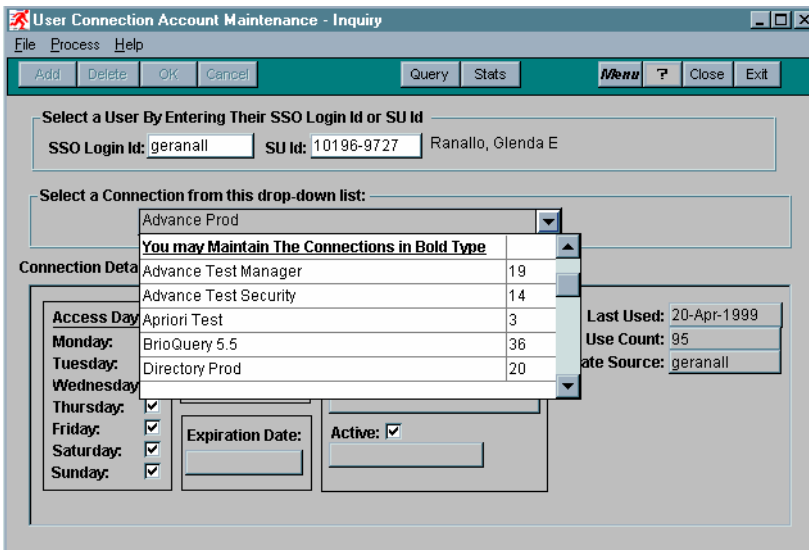 User Connection Account Maintenance - Inquiry
File Process Help
Add Delete OK Cancel Query Stats Menu ? Close Exit
Select a User By Entering Their SSO Login Id or SU Id
SSO Login Id: geranall SU Id: 10196-9727 Ranallo, Glenda E
Select a Connection from this drop-down list:
Advance Prod
You may Maintain The Connections in Bold Type
Connection Deta
Advance Test Manager 19
Advance Test Security 14
Apriori Test 3
BrioQuery 5.5 36
Directory Prod 20
Access Day
Monday:
Tuesday:
Wednesday
Thursday:
Friday:
Saturday:
Sunday:
Expiration Date:
Active:
Last Used: 20-Apr-1999
Use Count: 95
ate Source: geranall